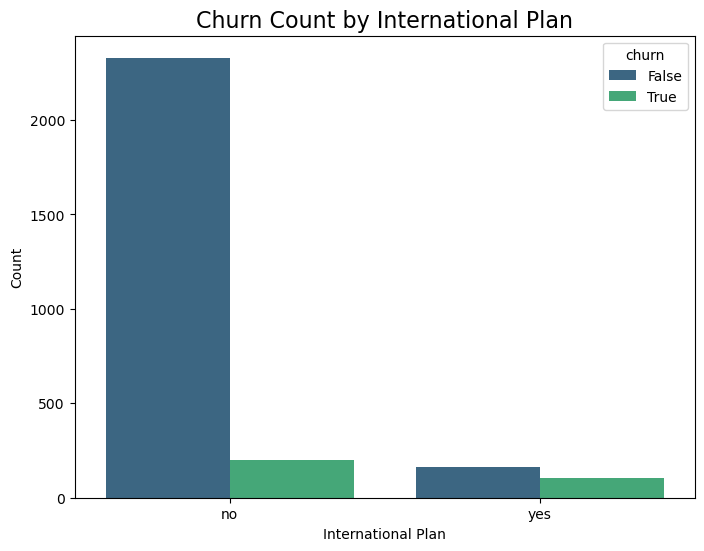 Churn Count by International Plan
churn
False
True
2000
1500
1000
500
0
Count
no
yes
International Plan